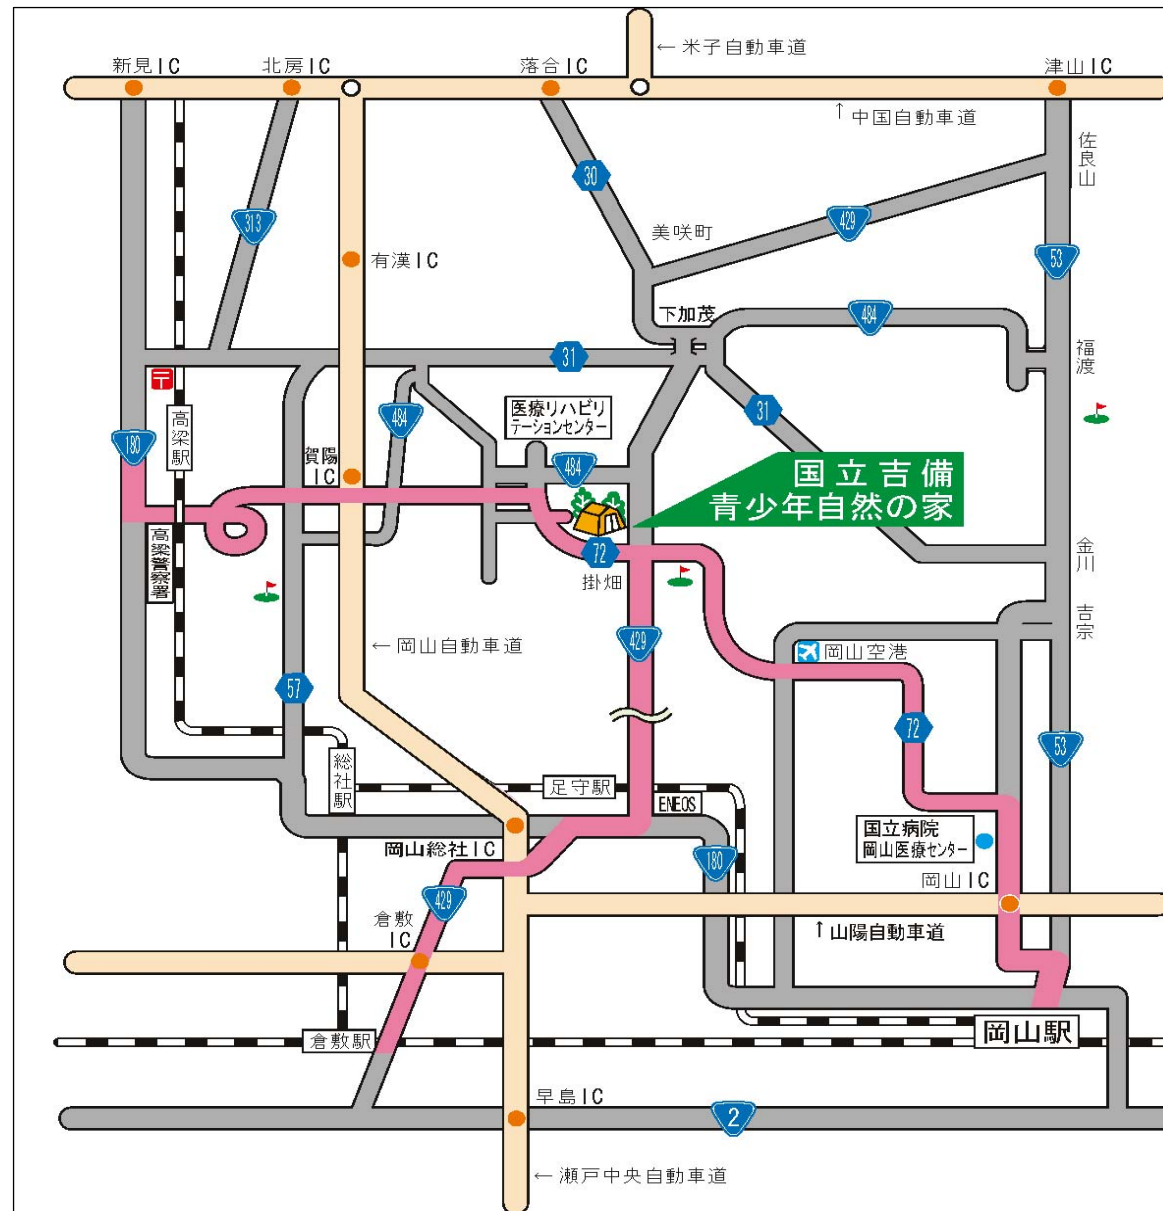 ← 米子自動車道
新見IC
北房IC
落合IC
津山IC
↑ 中国自動車道
佐良山
30
313
429
美咲町
53
有漢IC
下加茂
484
31
福渡
医療リハビリ
テーションセンター
484
31
高梁駅
180
賀陽
IC
484
国立吉備
青少年自然の家
72
掛畑
高梁警察署
金川
吉宗
429
← 岡山自動車道
岡山空港
57
72
53
総社駅
足守駅
ENEOS
国立病院
岡山医療センター
岡山総社IC
180
岡山IC
429
倉敷
IC
↑山陽自動車道
倉敷駅
岡山駅
早島IC
2
← 瀬戸中央自動車道